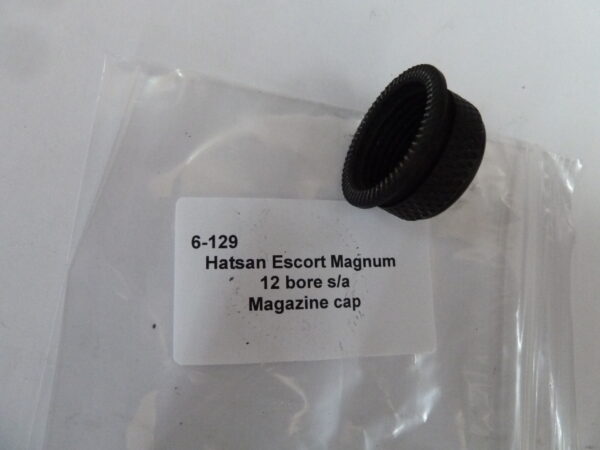 6-129
Hatsan Escort Magnum
12 bore s/a
Magazine cap